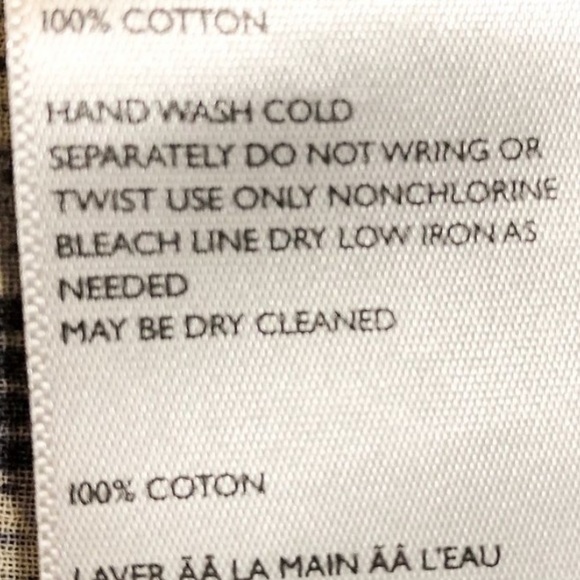 100% COTTON
HAND WASH COLD
SEPARATELY DO NOT WRING OR
TWIST USE ONLY NONCHLORINE
BLEACH LINE DRY LOW IRON AS
NEEDED
MAY BE DRY CLEANED
100% COTON
LAVER ÃÂ LA MAIN ÃÂ L'EAU